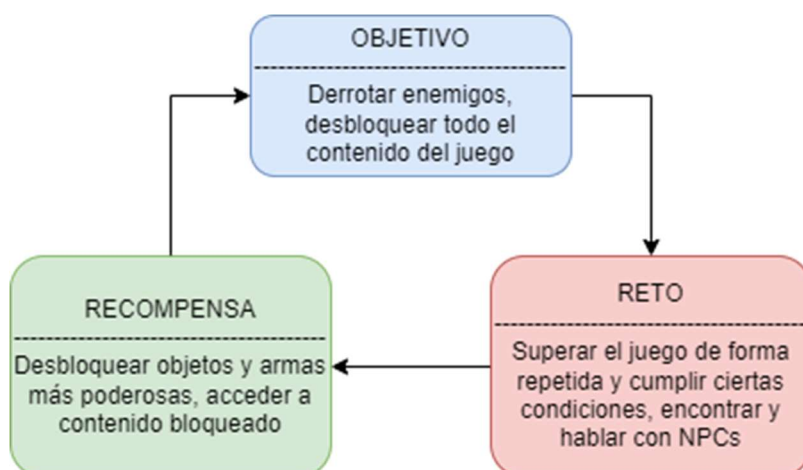 OBJETIVO
Derrotar enemigos,
desbloquear todo el
contenido del juego
RECOMPENSA
Desbloquear objetos y armas
más poderosas, acceder a
contenido bloqueado
RETO
Superar el juego de forma
repetida y cumplir ciertas
condiciones, encontrar y
hablar con NPCs